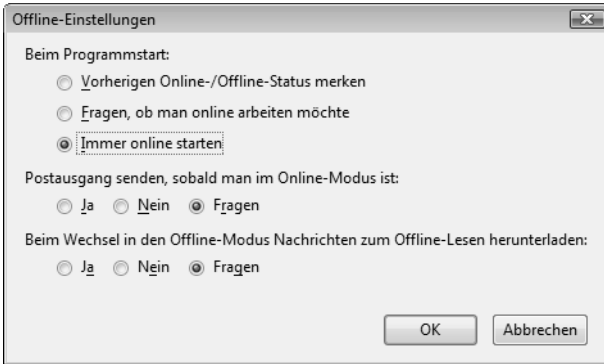 Offline-Einstellungen
Beim Programmstart:
Vorherigen Online-/Offline-Status merken
Fragen, ob man online arbeiten möchte
Immer online starten
Postausgang senden, sobald man im Online-Modus ist:
Ja Nein Fragen
Beim Wechsel in den Offline-Modus Nachrichten zum Offline-Lesen herunterladen:
Ja Nein Fragen
OK Abbrechen